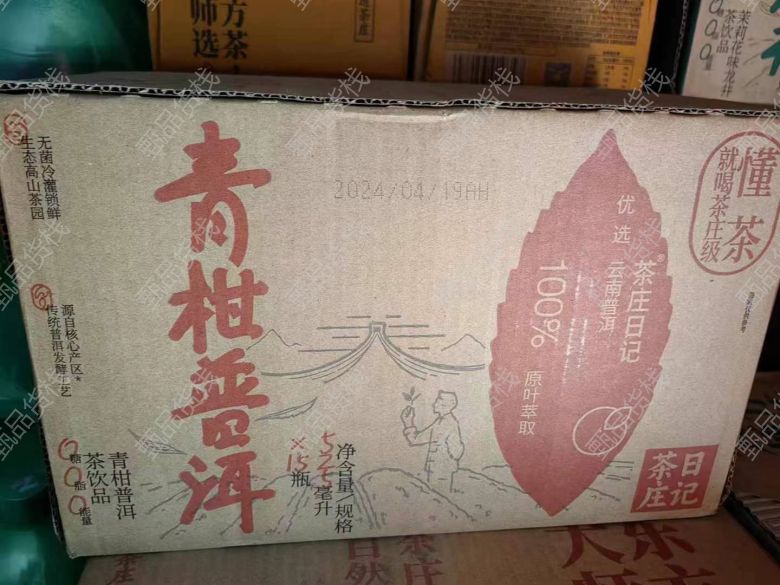 方茶
师选
茉莉花味龙井
茶饮品
无菌冷灌锁鲜
生态高山茶园
源自核心产区*
传统普洱发酵工艺
青柑普洱
2024/04/19AH
优选
云南普洱
100%
原叶萃取
茶庄日记®
懂茶
就喝茶庄级
0糖0脂0能量
青柑普洱
茶饮品
净含量/规格
525毫升
×15瓶
日记
茶庄
甄品货栈